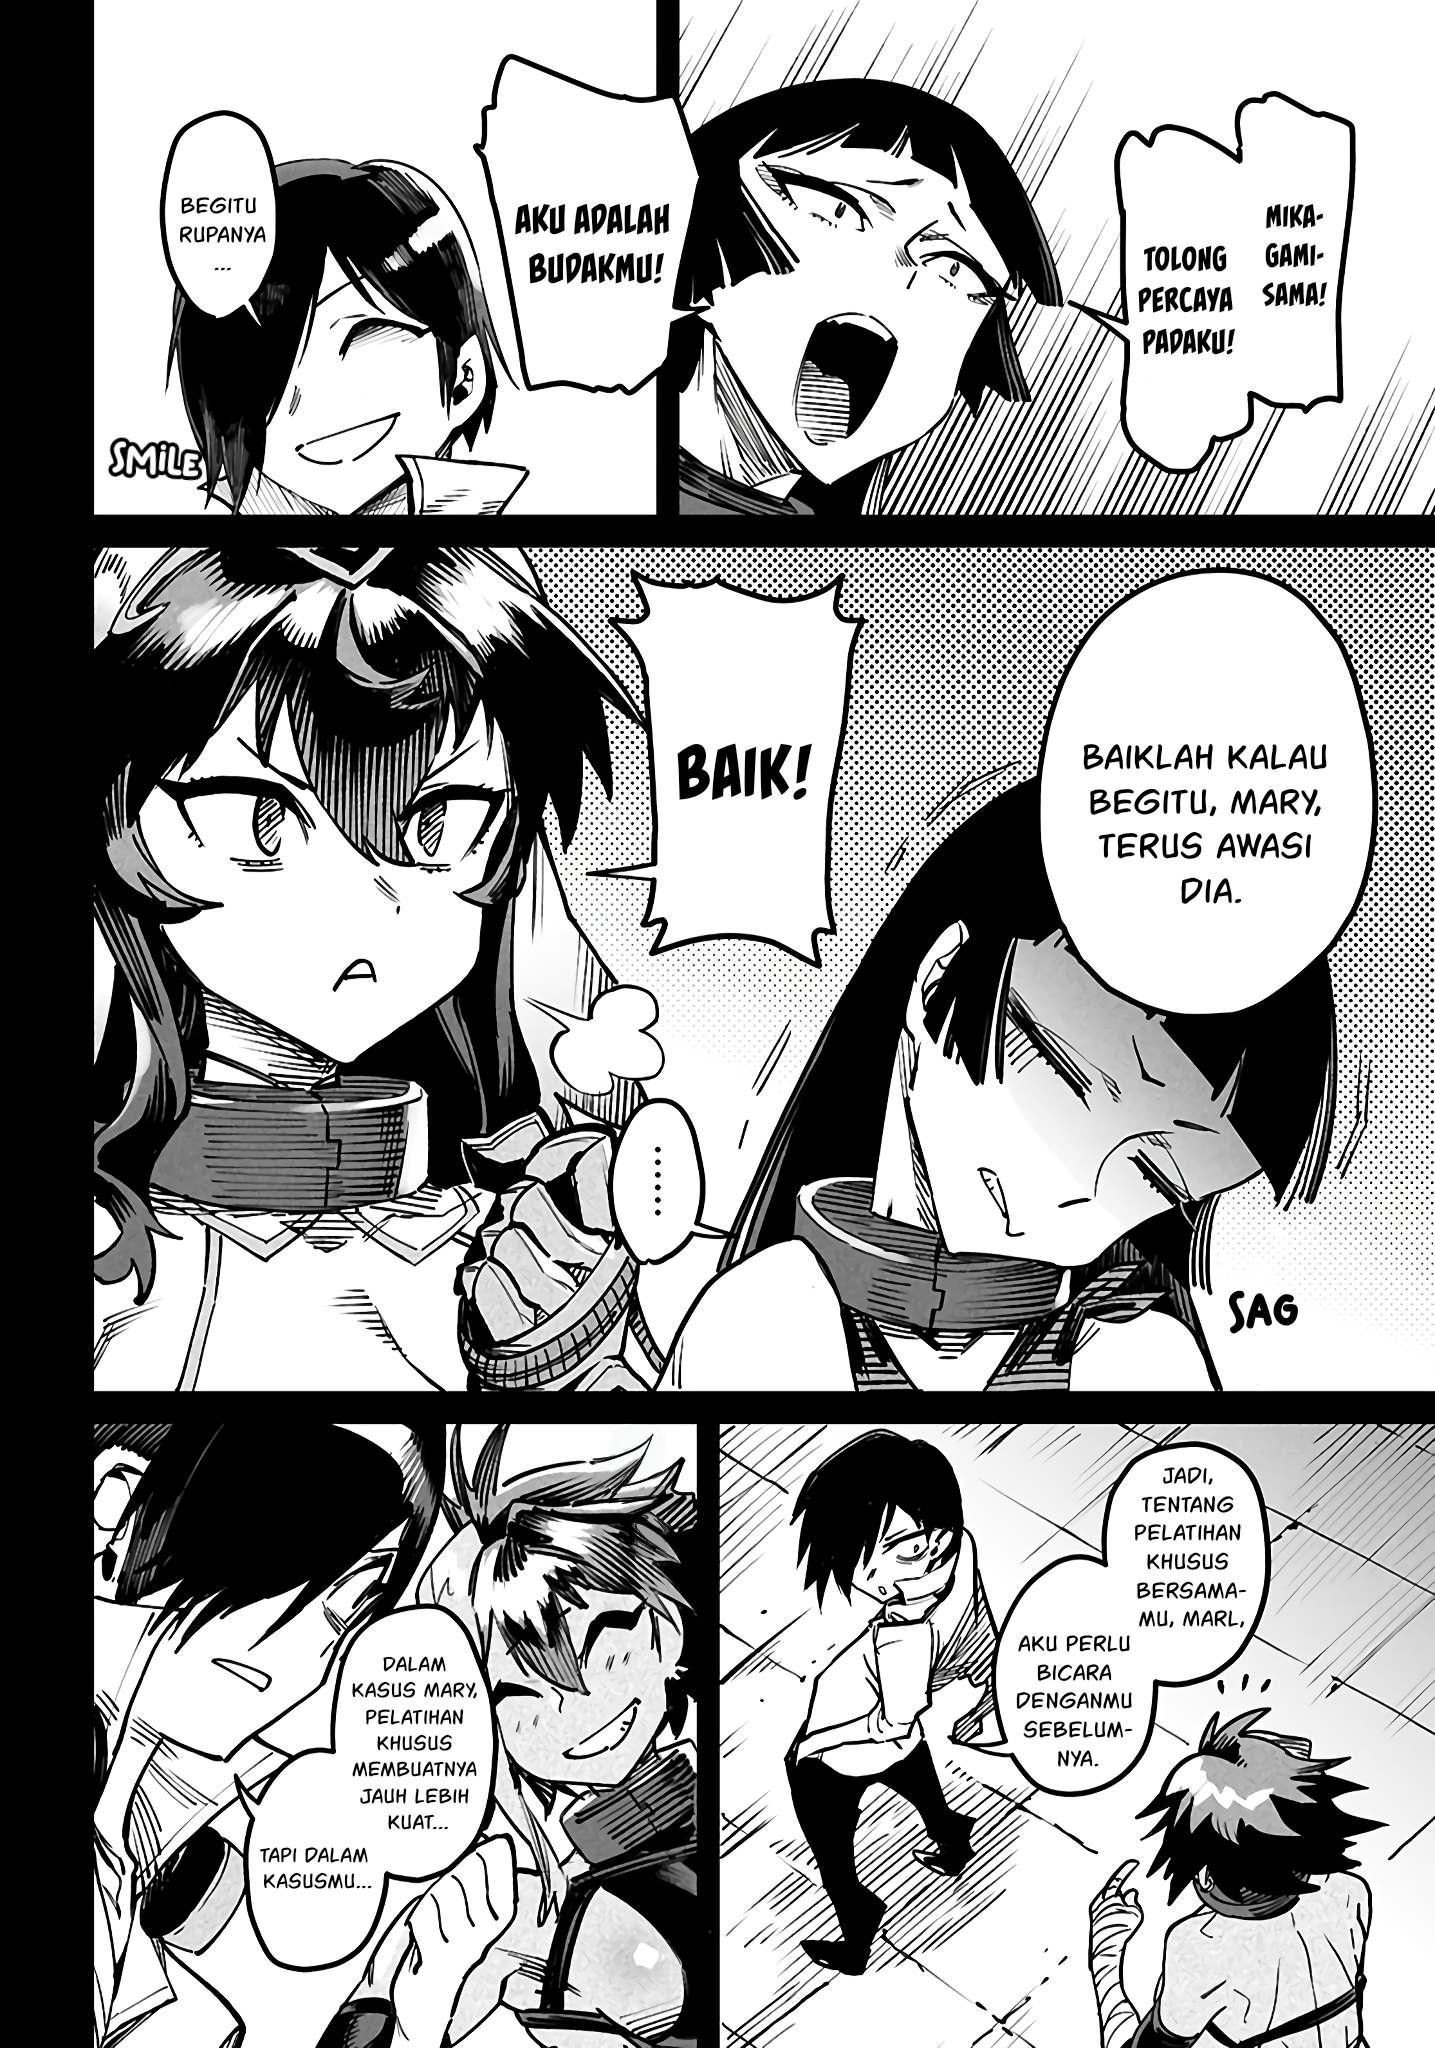 MIKA-
GAMI-
SAMA!
TOLONG
PERCAYA
PADAKU!
AKU ADALAH
BUDAKMU!
BEGITU
RUPANYA
...
SMILE
BAIKLAH KALAU
BEGITU, MARY,
TERUS AWASI
DIA.
BAIK!
......
SAG
JADI,
TENTANG
PELATIHAN
KHUSUS
BERSAMA-
MU, MARL,
AKU PERLU
BICARA
DENGANMU
SEBELUM-
NYA.
DALAM
KASUS MARY,
PELATIHAN
KHUSUS
MEMBUATNYA
JAUH LEBIH
KUAT...
TAPI DALAM
KASUSMU...